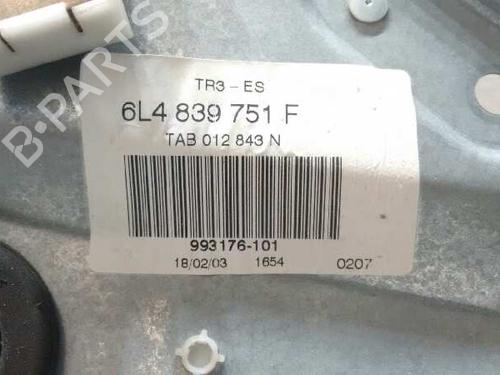 TR3-ES
6L4 839 751 F
TAB 012 843 N
993176-101
18/02/03 1654 0207
B-PARTS